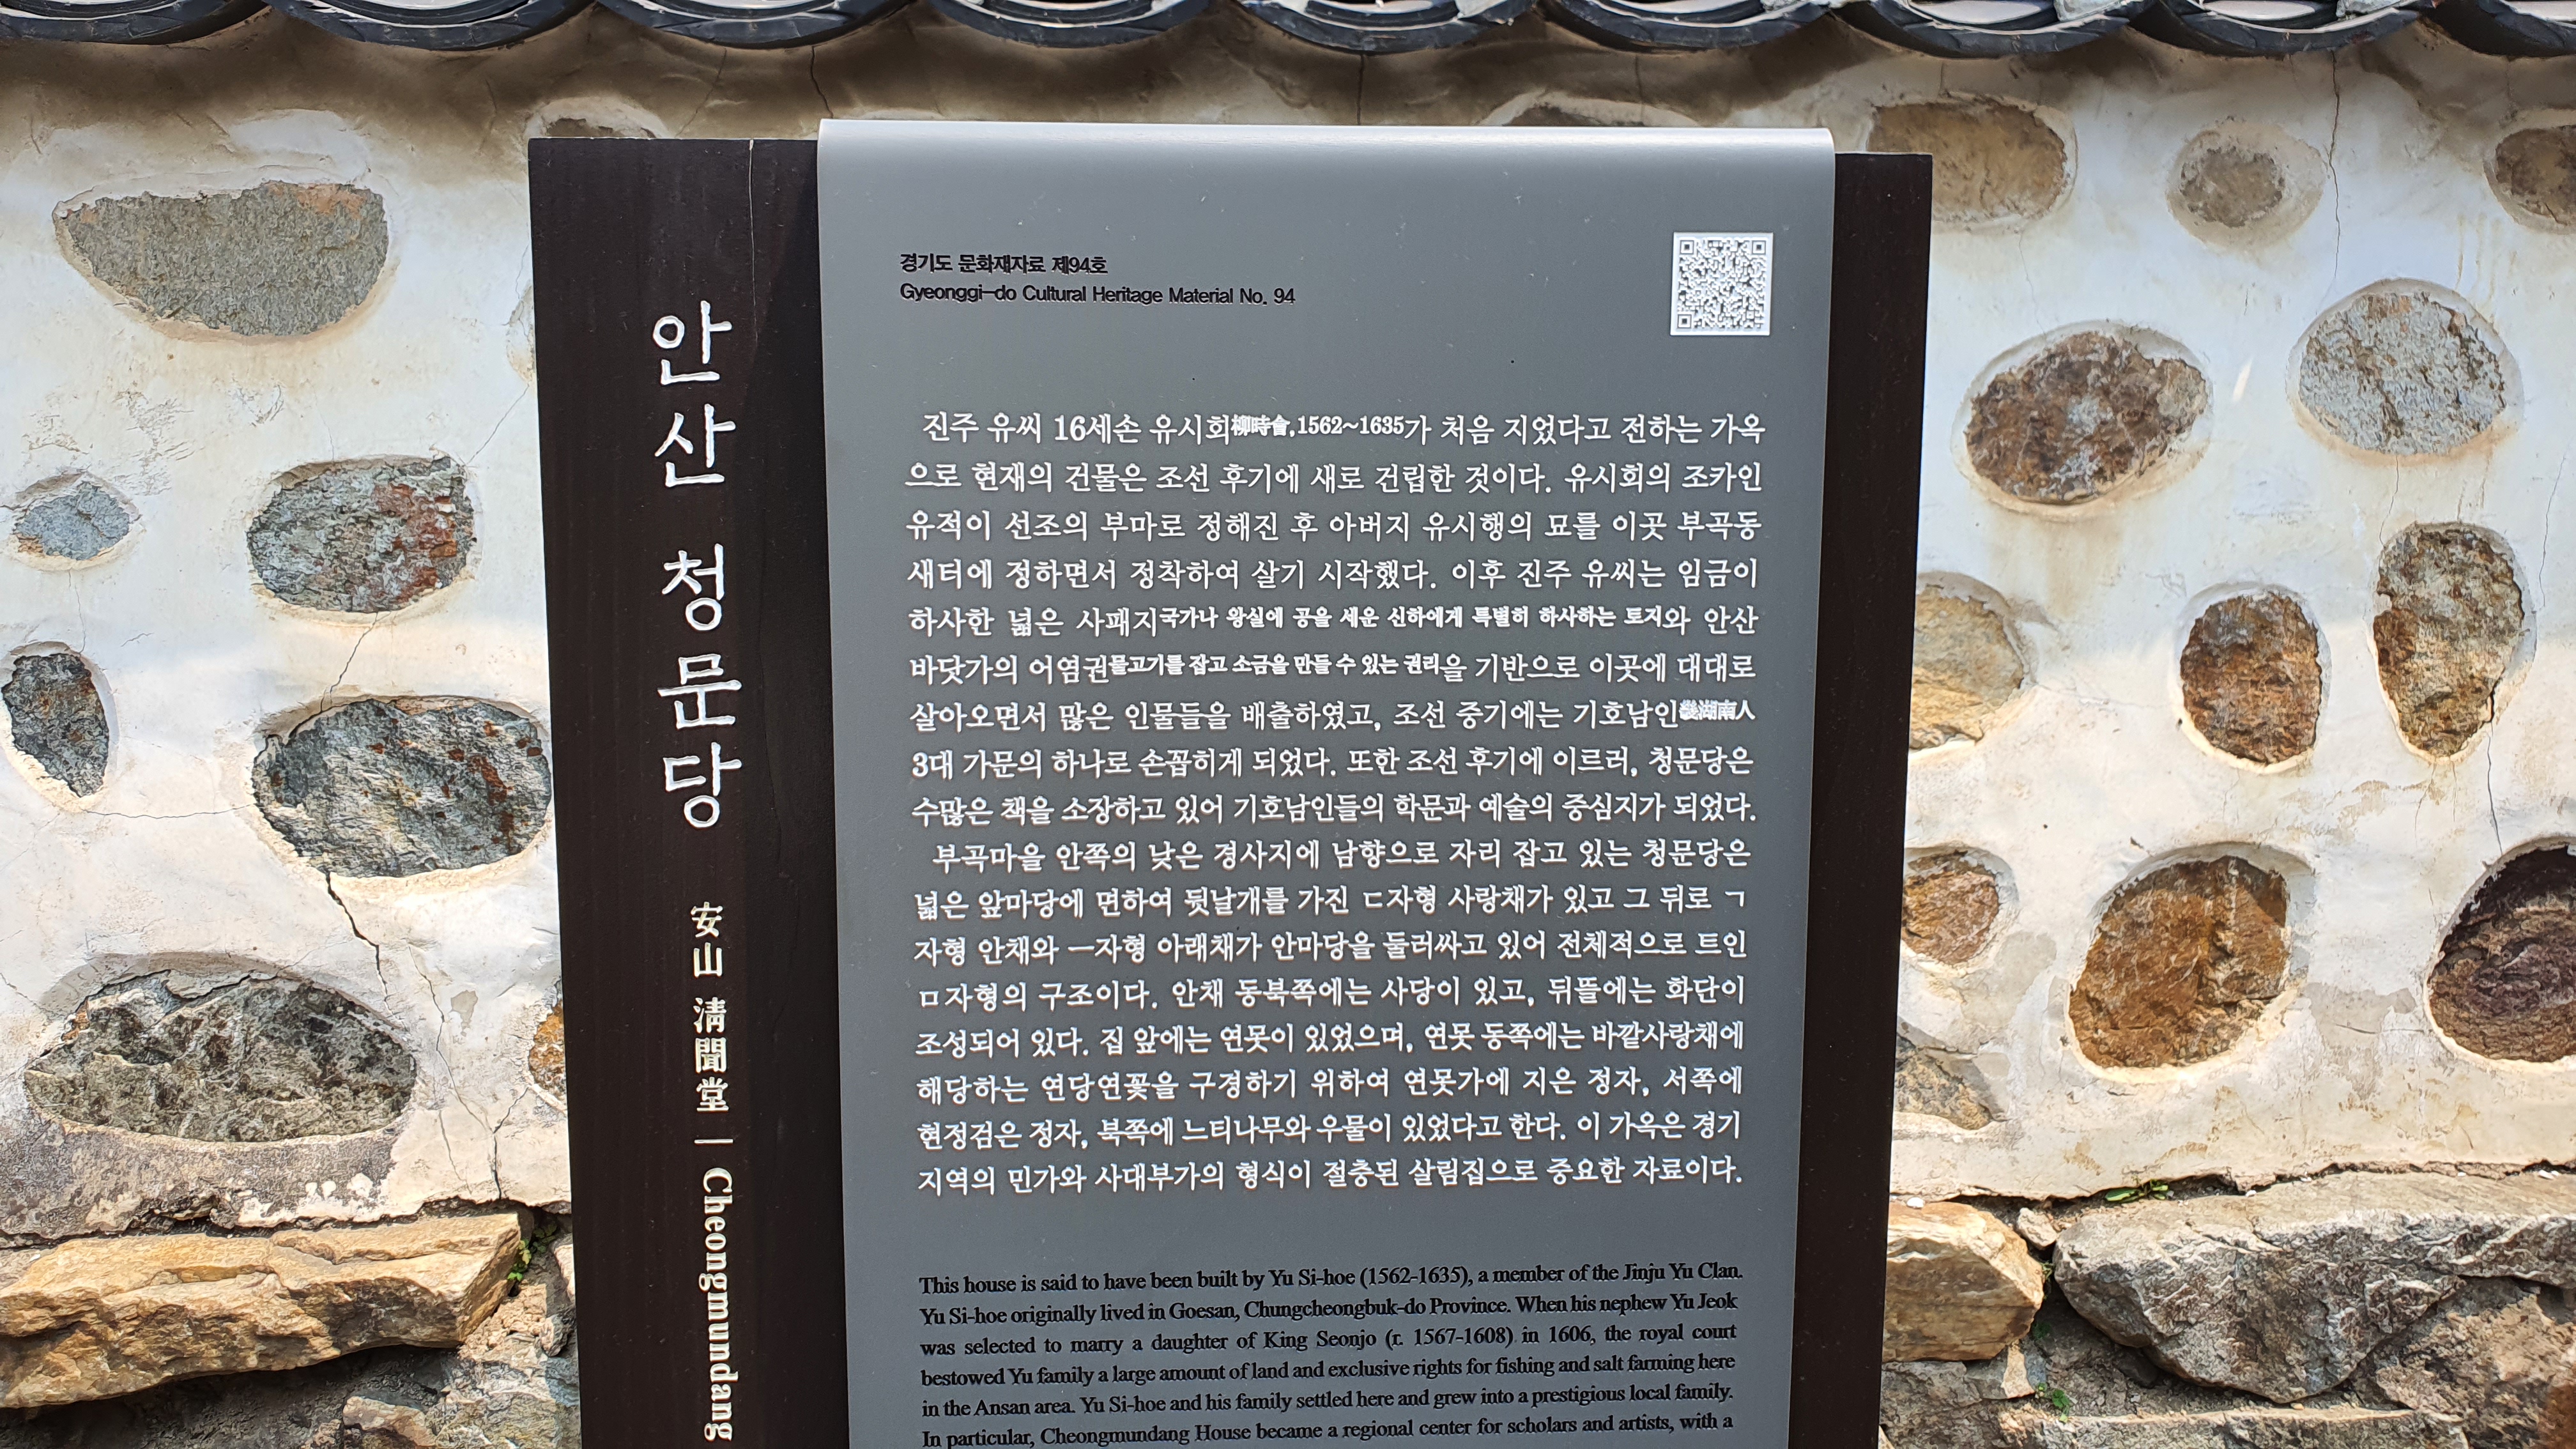 안산 청문당 安山 淸聞堂 | Cheongmundang
경기도 문화재자료 제94호
Gyeonggi-do Cultural Heritage Material No. 94
진주 유씨 16세손 유시회柳時會,1562~1635가 처음 지었다고 전하는 가옥
으로 현재의 건물은 조선 후기에 새로 건립한 것이다. 유시회의 조카인
유적이 선조의 부마로 정해진 후 아버지 유시행의 묘를 이곳 부곡동
새터에 정하면서 정착하여 살기 시작했다. 이후 진주 유씨는 임금이
하사한 넓은 사패지국가나 왕실에 공을 세운 신하에게 특별히 하사하는 토지와 안산
바닷가의 어염권물고기를 잡고 소금을 만들 수 있는 권리을 기반으로 이곳에 대대로
살아오면서 많은 인물들을 배출하였고, 조선 중기에는 기호남인畿湖南人
3대 가문의 하나로 손꼽히게 되었다. 또한 조선 후기에 이르러, 청문당은
수많은 책을 소장하고 있어 기호남인들의 학문과 예술의 중심지가 되었다.
부곡마을 안쪽의 낮은 경사지에 남향으로 자리 잡고 있는 청문당은
넓은 앞마당에 면하여 뒷날개를 가진 ㄷ자형 사랑채가 있고 그 뒤로 ㄱ
자형 안채와 ㅡ자형 아래채가 안마당을 둘러싸고 있어 전체적으로 트인
ㅁ자형의 구조이다. 안채 동북쪽에는 사당이 있고, 뒤뜰에는 화단이
조성되어 있다. 집 앞에는 연못이 있었으며, 연못 동쪽에는 바깥사랑채에
해당하는 연당연꽃을 구경하기 위하여 연못가에 지은 정자, 서쪽에
현정검은 정자, 북쪽에 느티나무와 우물이 있었다고 한다. 이 가옥은 경기
지역의 민가와 사대부가의 형식이 절충된 살림집으로 중요한 자료이다.
This house is said to have been built by Yu Si-hoe (1562-1635), a member of the Jinju Yu Clan.
Yu Si-hoe originally lived in Goesan, Chungcheongbuk-do Province. When his nephew Yu Jeok
was selected to marry a daughter of King Seonjo (r. 1567-1608) in 1606, the royal court
bestowed Yu family a large amount of land and exclusive rights for fishing and salt farming here
in the Ansan area. Yu Si-hoe and his family settled here and grew into a prestigious local family.
In particular, Cheongmundang House became a regional center for scholars and artists, with a